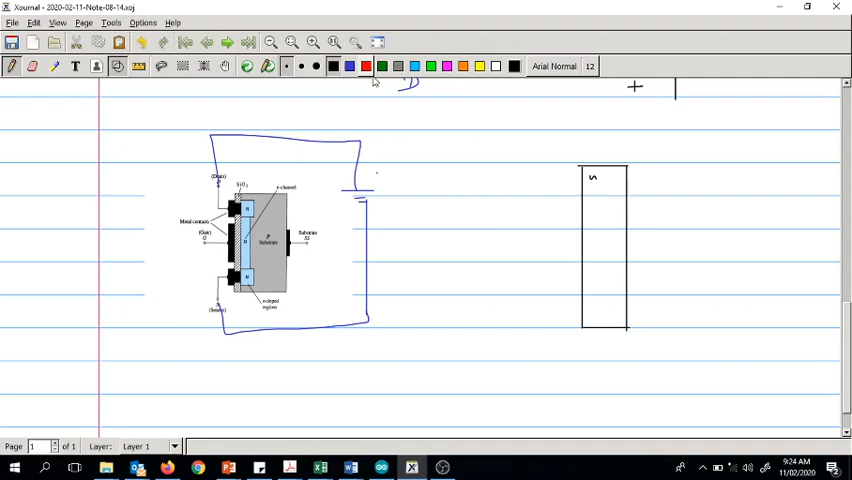 2020-02-11-Note-08-14.xoj
File Edit View Page Tools Options Help
T Arial Normal 12
+
(Drain)
D
SiO2
n-channel
n
Metal contacts
(Gate)
G
n
p
Substrate
Substrate
SS
n
n-doped
regions
S
(Source)
n
Page 1 of 1 Layer: Layer 1
9:24 AM
11/02/2020
2